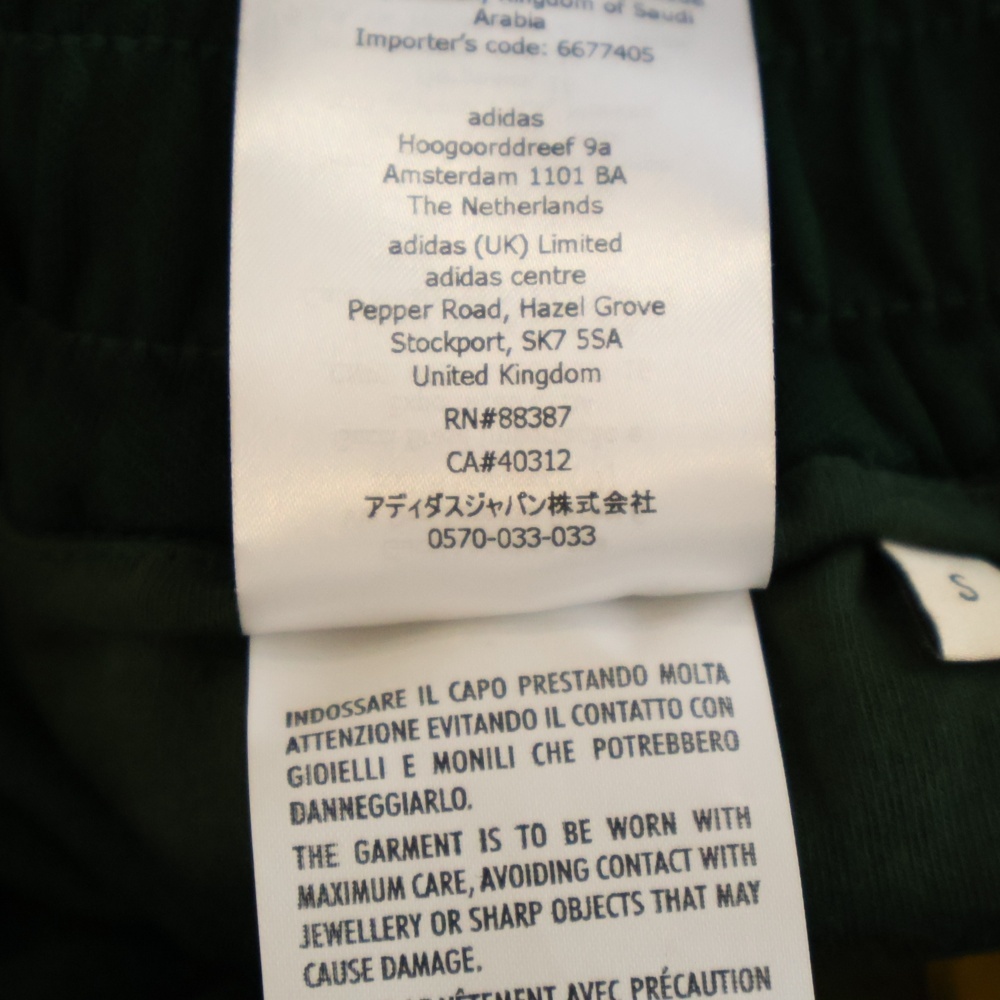 Kingdom of Saudi
Arabia
Importer's code: 6677405
adidas
Hoogoorddreef 9a
Amsterdam 1101 BA
The Netherlands
adidas (UK) Limited
adidas centre
Pepper Road, Hazel Grove
Stockport, SK7 5SA
United Kingdom
RN#88387
CA#40312
アディダスジャパン株式会社
0570-033-033
S
INDOSSARE IL CAPO PRESTANDO MOLTA
ATTENZIONE EVITANDO IL CONTATTO CON
GIOIELLI E MONILI CHE POTREBBERO
DANNEGGIARLO.
THE GARMENT IS TO BE WORN WITH
MAXIMUM CARE, AVOIDING CONTACT WITH
JEWELLERY OR SHARP OBJECTS THAT MAY
CAUSE DAMAGE.
VÊTEMENT AVEC PRÉCAUTION